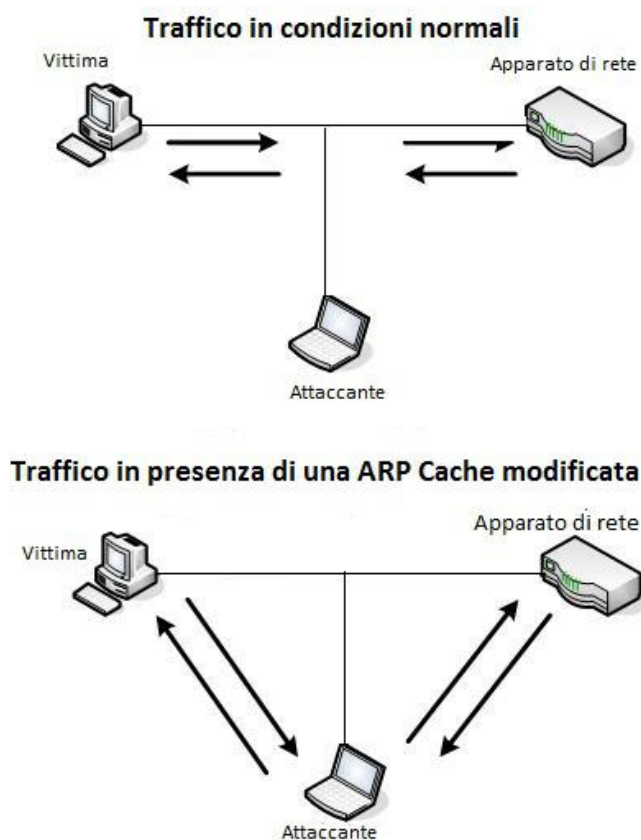 Traffico in condizioni normali
Vittima
Apparato di rete
Attaccante
Traffico in presenza di una ARP Cache modificata
Vittima
Apparato di rete
Attaccante